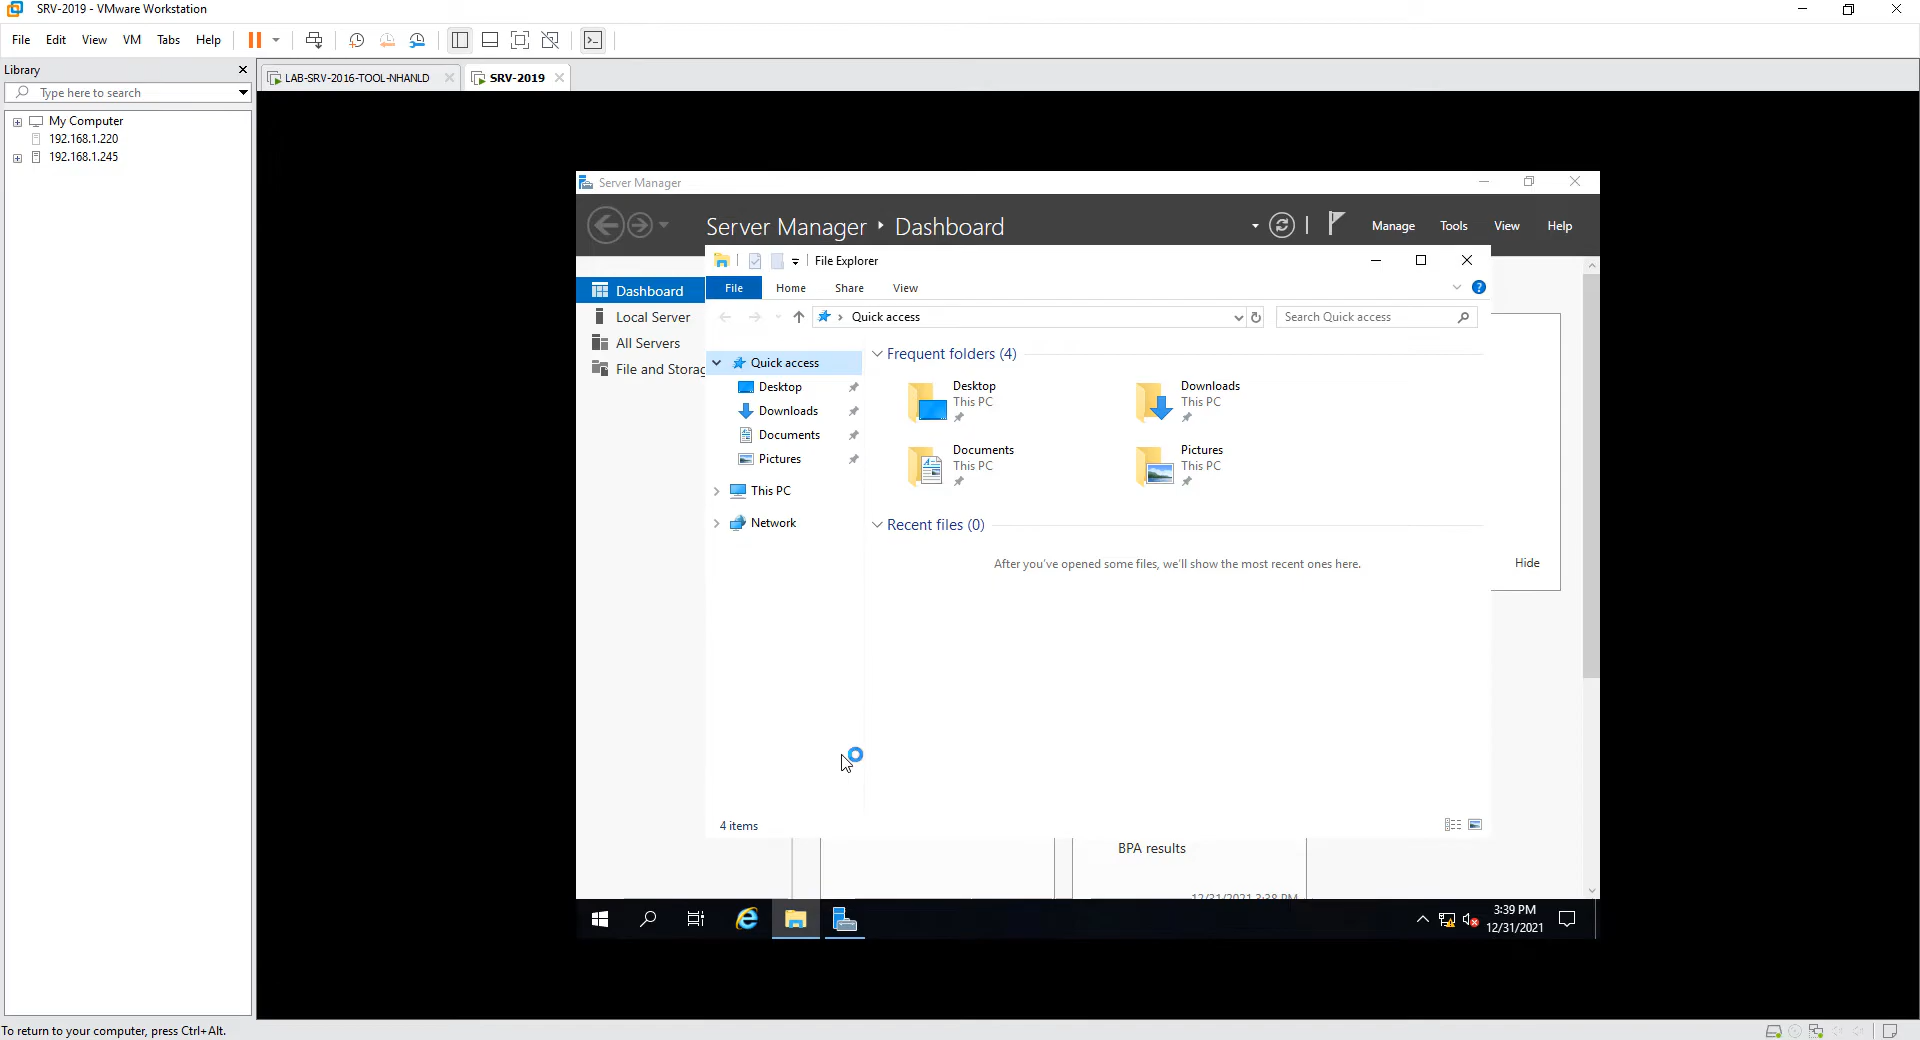 SRV-2019 - VMware Workstation
File Edit View VM Tabs Help
Library
Type here to search
My Computer
192.168.1.220
192.168.1.245
LAB-SRV-2016-TOOL-NHANLD
SRV-2019
Server Manager
Server Manager Dashboard
Manage Tools View Help
Dashboard
Local Server
All Servers
File and Storag
File Explorer
File Home Share View
Quick access
Search Quick access
Quick access
Desktop
Downloads
Documents
Pictures
This PC
Network
Frequent folders (4)
Desktop
This PC
Downloads
This PC
Documents
This PC
Pictures
This PC
Recent files (0)
After you've opened some files, we'll show the most recent ones here.
4 items
Hide
BPA results
12/31/2021 3:38 PM
3:39 PM
12/31/2021
To return to your computer, press Ctrl+Alt.